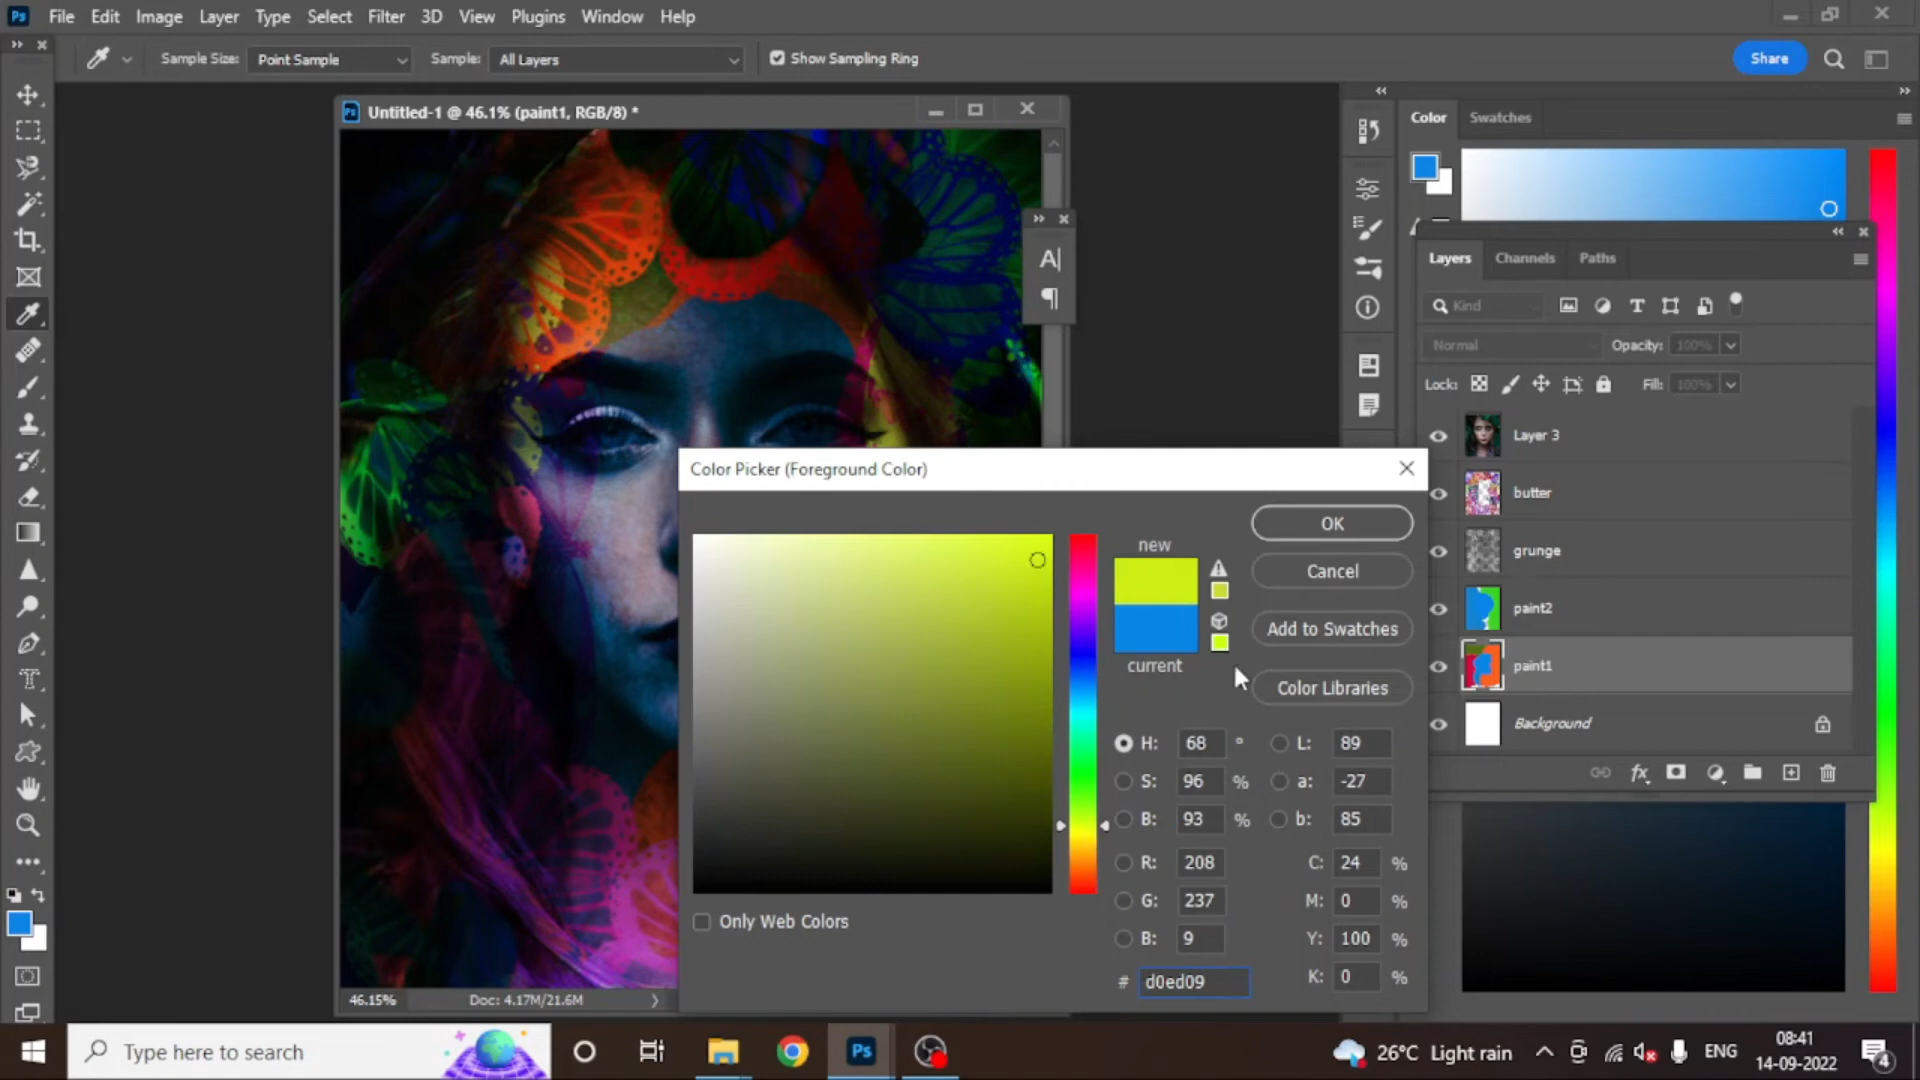 Ps File Edit Image Layer Type Select Filter 3D View Plugins Window Help
Sample Size: Point Sample Sample: All Layers Show Sampling Ring Share
Ps Untitled-1 @ 46.1% (paint1, RGB/8) *
Color Swatches
Layers Channels Paths
Kind
Normal Opacity: 100%
Lock: Fill: 100%
Layer 3
butter
grunge
paint2
paint1
Background
Color Picker (Foreground Color)
new
current
OK
Cancel
Add to Swatches
Color Libraries
H: 68 ° L: 89
S: 96 % a: -27
B: 93 % b: 85
R: 208 C: 24 %
G: 237 M: 0 %
B: 9 Y: 100 %
# d0ed09 K: 0 %
Only Web Colors
46.15% Doc: 4.17M/21.6M
Type here to search
Ps
26°C Light rain ENG
08:41
14-09-2022
4